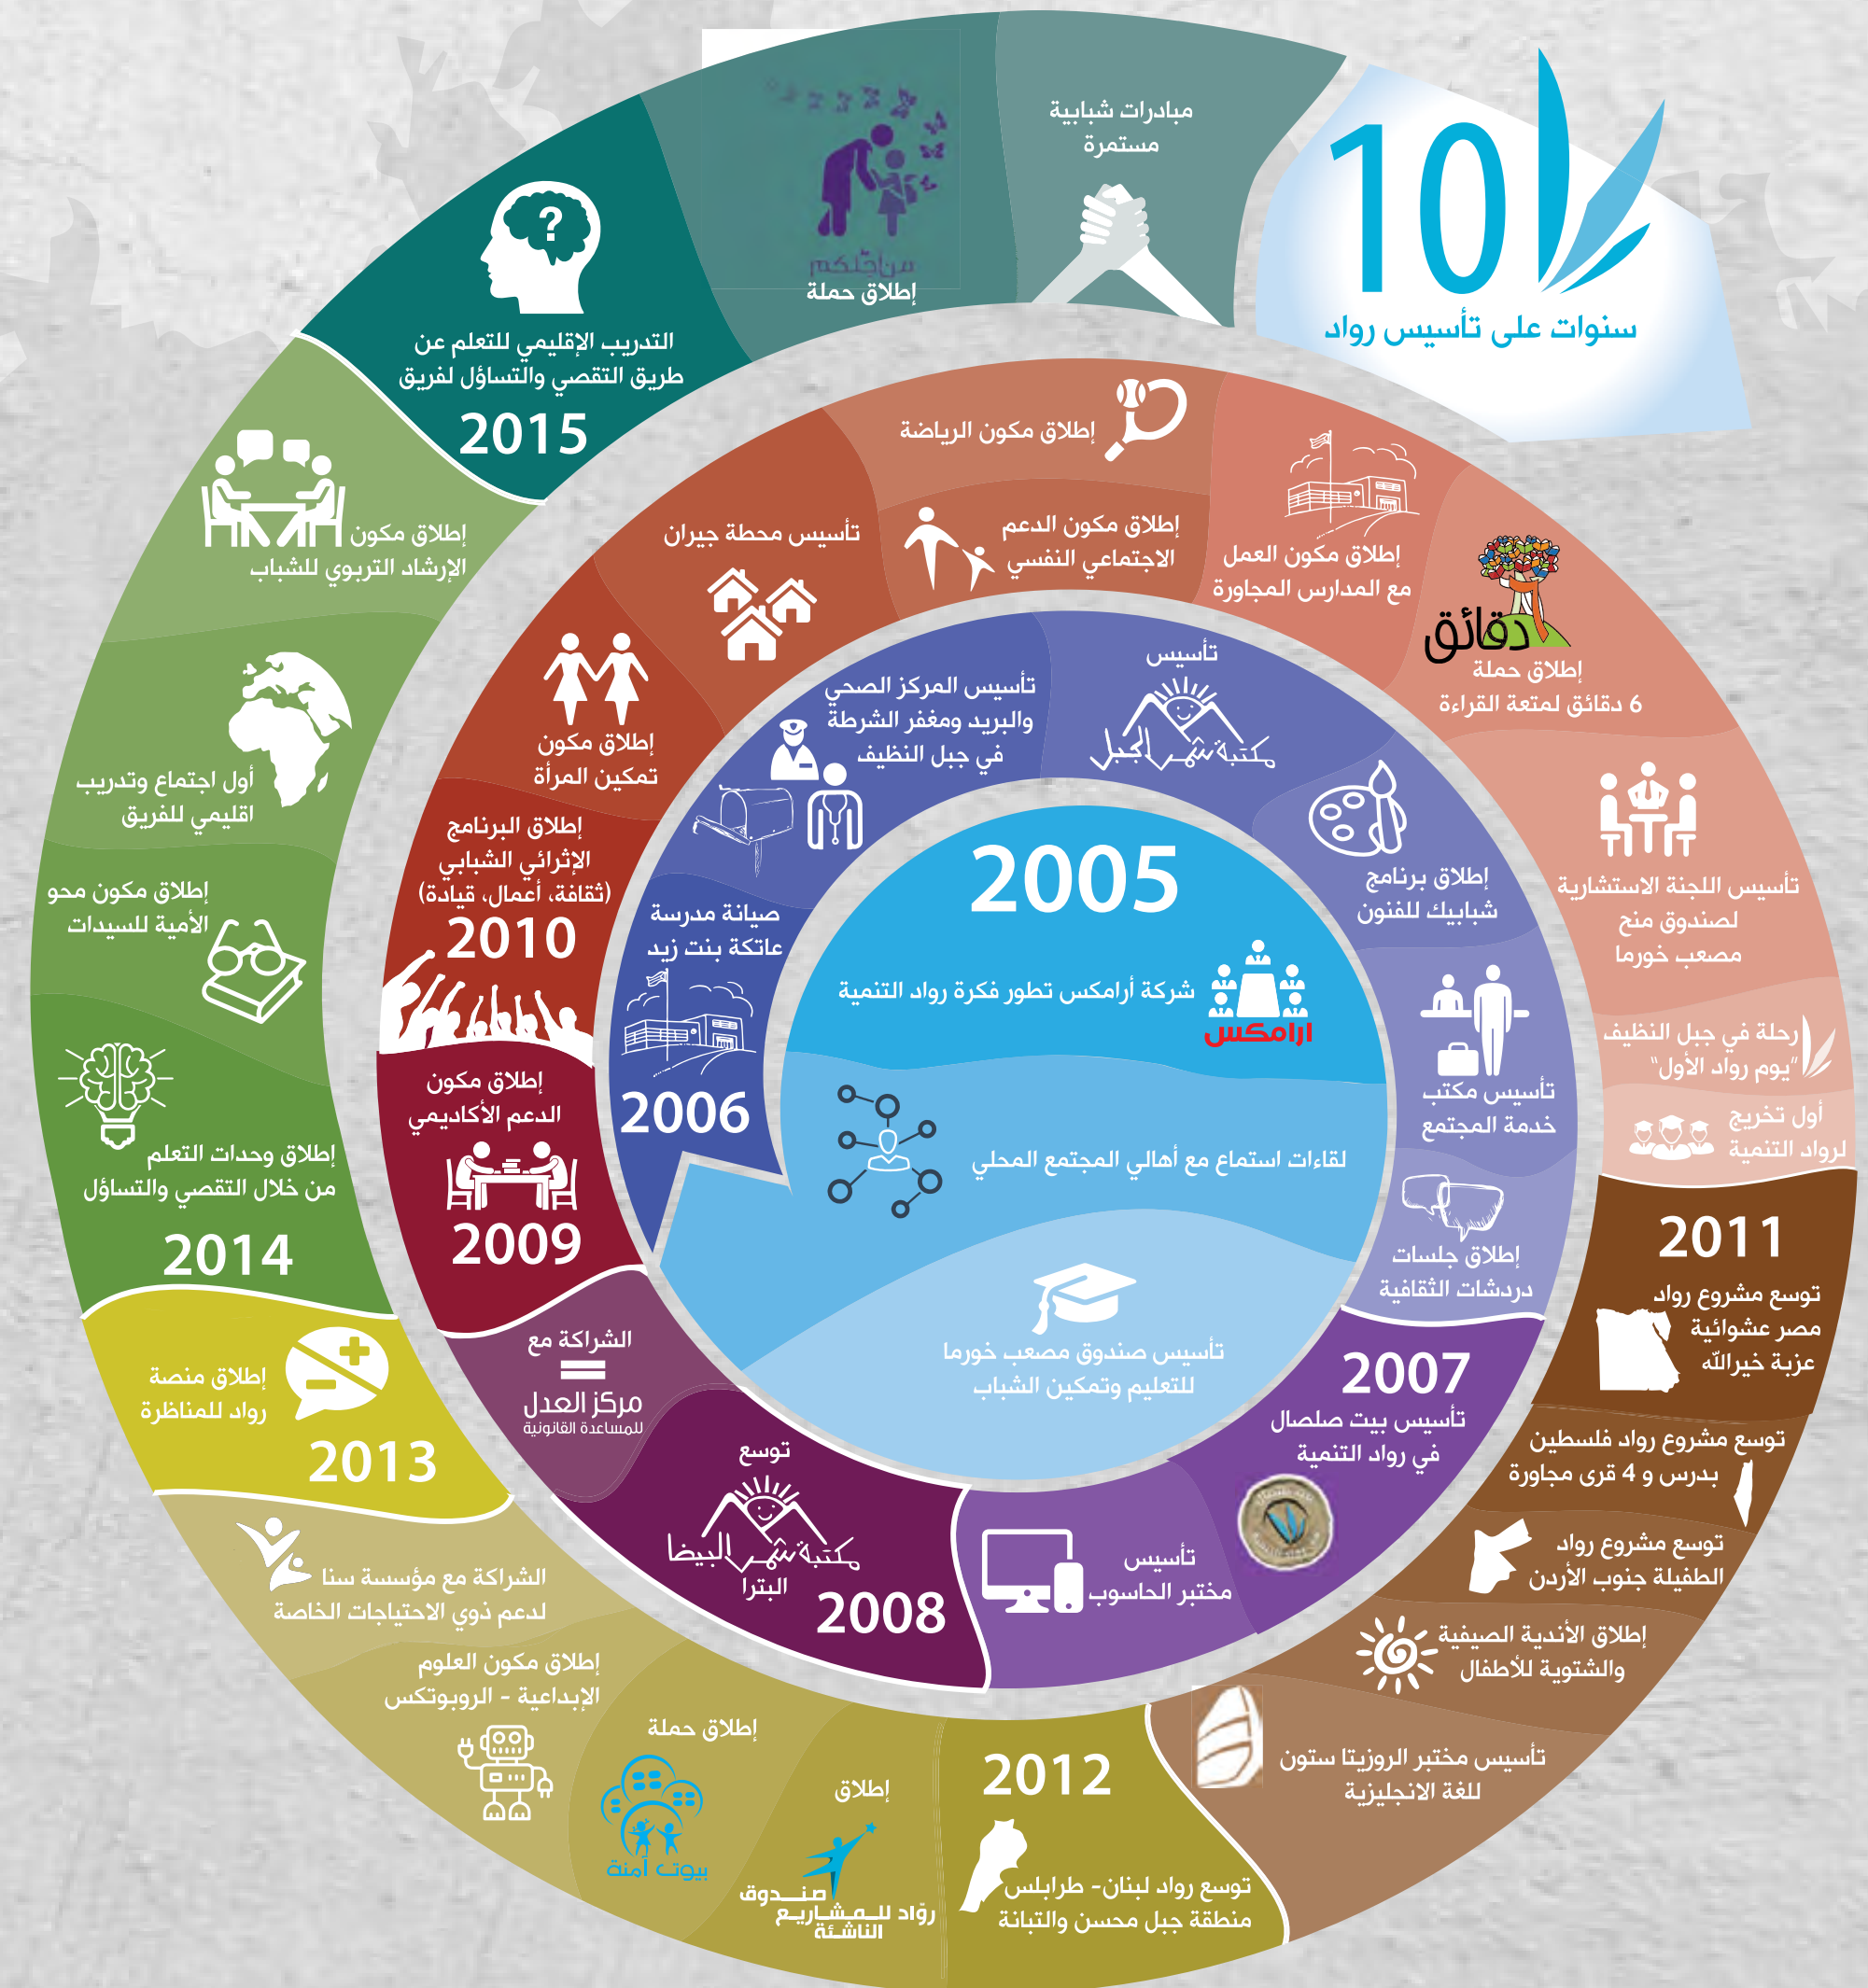 10
سنوات على تأسيس رواد
2005
شركة أرامكس تطور فكرة رواد التنمية
ارامكس
لقاءات استماع مع أهالي المجتمع المحلي
تأسيس صندوق مصعب خورما
للتعليم وتمكين الشباب
2006
صيانة مدرسة
عاتكة بنت زيد
تأسيس المركز الصحي
والبريد ومغفر الشرطة
في جبل النظيف
تأسيس
مكتبة شمس الجبل
إطلاق برنامج
شبابيك للفنون
تأسيس مكتب
خدمة المجتمع
إطلاق جلسات
دردشات الثقافية
2007
تأسيس بيت صلصال
في رواد التنمية
تأسيس
مختبر الحاسوب
2008
توسع
مكتبة شمس البيضا
البترا
الشراكة مع
مركز العدل
للمساعدة القانونية
2009
إطلاق مكون
الدعم الأكاديمي
2010
إطلاق البرنامج
الإثرائي الشبابي
(ثقافة، أعمال، قيادة)
إطلاق مكون
تمكين المرأة
تأسيس محطة جيران
إطلاق مكون الرياضة
إطلاق مكون الدعم
الاجتماعي النفسي
إطلاق مكون العمل
مع المدارس المجاورة
دقائق
إطلاق حملة
6 دقائق لمتعة القراءة
تأسيس اللجنة الاستشارية
لصندوق منح
مصعب خورما
رحلة في جبل النظيف
"يوم رواد الأول"
أول تخريج
لرواد التنمية
2011
توسع مشروع رواد
مصر عشوائية
عزبة خيرالله
توسع مشروع رواد فلسطين
بدرس و 4 قرى مجاورة
توسع مشروع رواد
الطفيلة جنوب الأردن
إطلاق الأندية الصيفية
والشتوية للأطفال
تأسيس مختبر الروزيتا ستون
للغة الانجليزية
2012
توسع رواد لبنان- طرابلس
منطقة جبل محسن والتبانة
إطلاق
صندوق
روّاد للمشاريع
الناشئة
إطلاق حملة
بيوت آمنة
إطلاق مكون العلوم
الإبداعية - الروبوتكس
الشراكة مع مؤسسة سنا
لدعم ذوي الاحتياجات الخاصة
2013
إطلاق منصة
رواد للمناظرة
2014
إطلاق وحدات التعلم
من خلال التقصي والتساؤل
إطلاق مكون محو
الأمية للسيدات
أول اجتماع وتدريب
اقليمي للفريق
إطلاق مكون
الإرشاد التربوي للشباب
2015
التدريب الإقليمي للتعلم عن
طريق التقصي والتساؤل لفريق
من أجلكم
إطلاق حملة
مبادرات شبابية
مستمرة